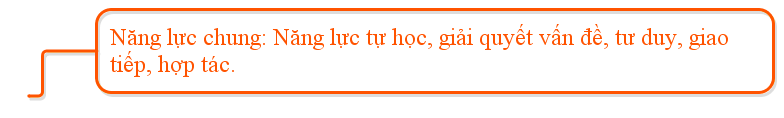 Năng lực chung: Năng lực tự học, giải quyết vấn đề, tư duy, giao
tiếp, hợp tác.